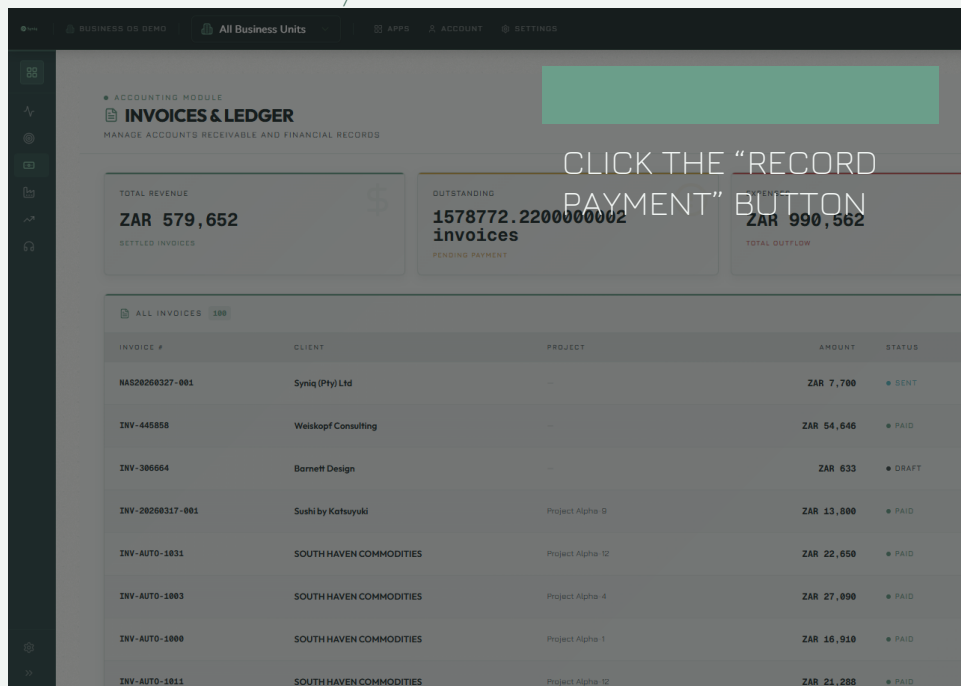 BUSINESS OS DEMO
All Business Units
APPS
ACCOUNT
SETTINGS
ACCOUNTING MODULE
INVOICES & LEDGER
MANAGE ACCOUNTS RECEIVABLE AND FINANCIAL RECORDS
CLICK THE “RECORD
PAYMENT” BUTTON
TOTAL REVENUE
ZAR 579,652
SETTLED INVOICES
OUTSTANDING
1578772.2200000002
invoices
PENDING PAYMENT
EXPENSES
ZAR 990,562
TOTAL OUTFLOW
ALL INVOICES 100
INVOICE # CLIENT PROJECT AMOUNT STATUS
NAS20260327-001 Syniq (Pty) Ltd - ZAR 7,700 SENT
INV-445858 Weiskopf Consulting - ZAR 54,646 PAID
INV-306664 Barnett Design - ZAR 633 DRAFT
INV-20260317-001 Sushi by Katsuyuki Project Alpha-9 ZAR 13,800 PAID
INV-AUTO-1031 SOUTH HAVEN COMMODITIES Project Alpha-12 ZAR 22,650 PAID
INV-AUTO-1003 SOUTH HAVEN COMMODITIES Project Alpha-4 ZAR 27,090 PAID
INV-AUTO-1000 SOUTH HAVEN COMMODITIES Project Alpha-1 ZAR 16,910 PAID
INV-AUTO-1011 SOUTH HAVEN COMMODITIES Project Alpha-12 ZAR 21,288 PAID